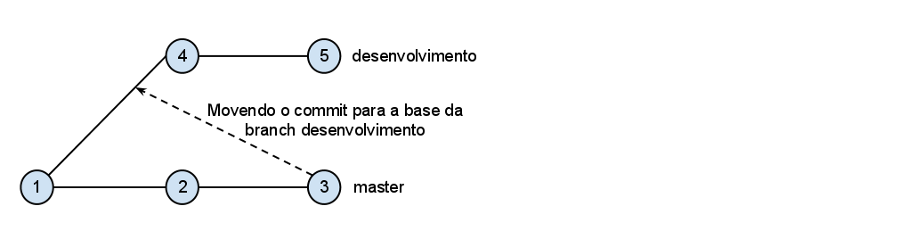 4
5
desenvolvimento
Movendo o commit para a base da
branch desenvolvimento
1
2
3
master